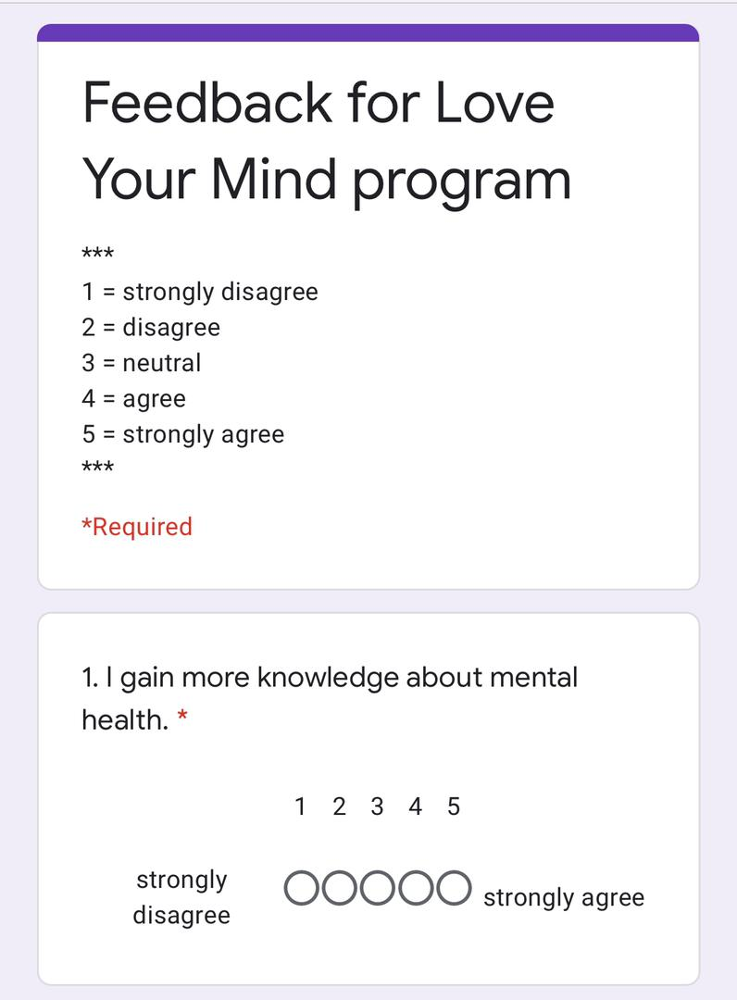 Feedback for Love
Your Mind program
***
1 = strongly disagree
2 = disagree
3 = neutral
4 = agree
5 = strongly agree
***
*Required
1. I gain more knowledge about mental
health. *
1 2 3 4 5
strongly
disagree
strongly agree